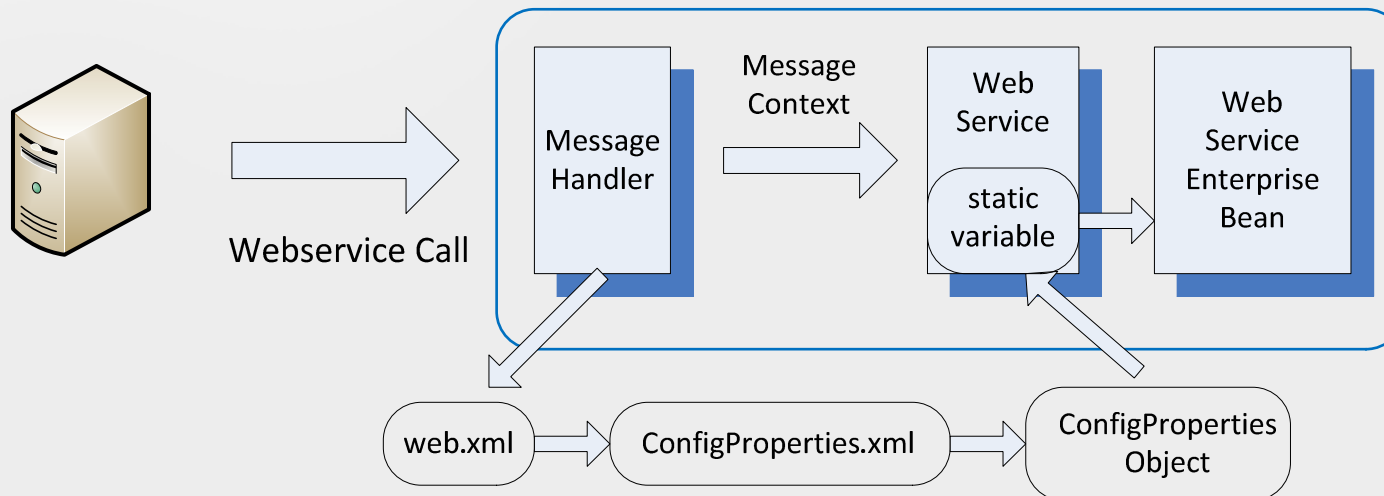 Webservice Call
Message
Handler
Message
Context
Web
Service
static
variable
Web
Service
Enterprise
Bean
web.xml
ConfigProperties.xml
ConfigProperties
Object